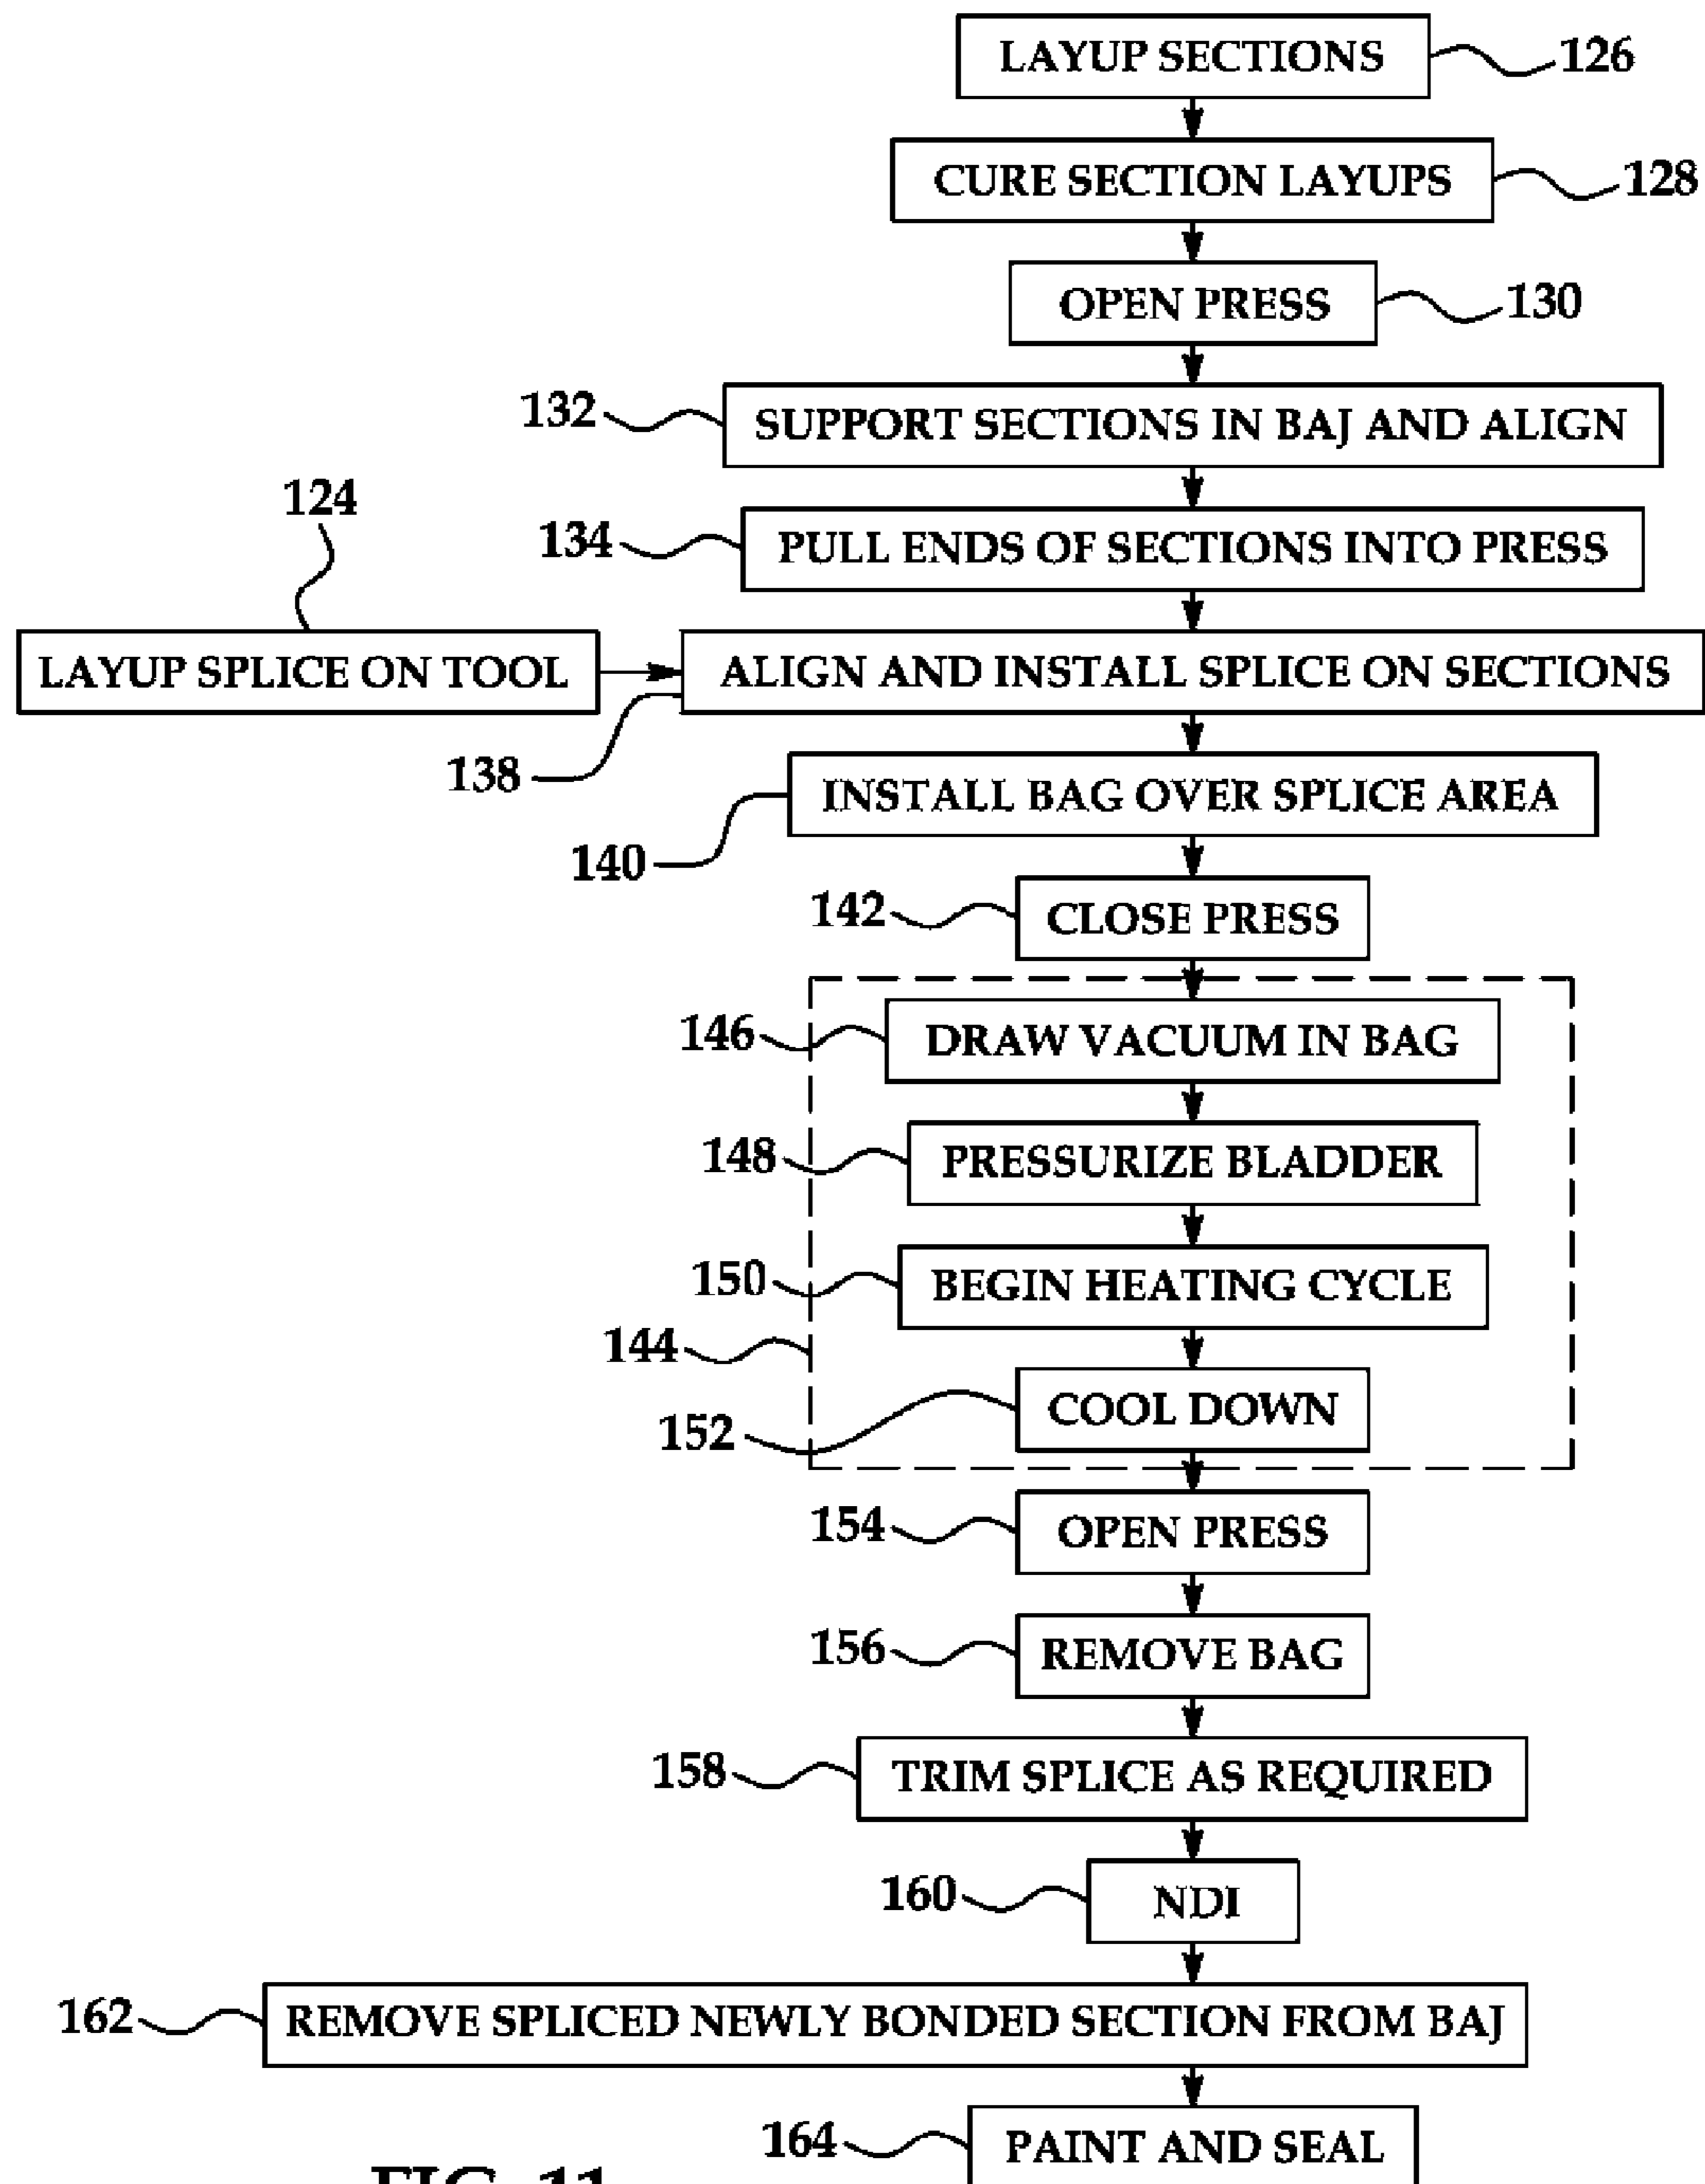 LAYUP SECTIONS 126
CURE SECTION LAYUPS 128
OPEN PRESS 130
132 SUPPORT SECTIONS IN BAJ AND ALIGN
124
134 PULL ENDS OF SECTIONS INTO PRESS
LAYUP SPLICE ON TOOL
ALIGN AND INSTALL SPLICE ON SECTIONS
138
INSTALL BAG OVER SPLICE AREA
140
142 CLOSE PRESS
146 DRAW VACUUM IN BAG
148 PRESSURIZE BLADDER
150 BEGIN HEATING CYCLE
144
152 COOL DOWN
154 OPEN PRESS
156 REMOVE BAG
158 TRIM SPLICE AS REQUIRED
160 NDI
162 REMOVE SPLICED NEWLY BONDED SECTION FROM BAJ
164 PAINT AND SEAL
FIG. 11